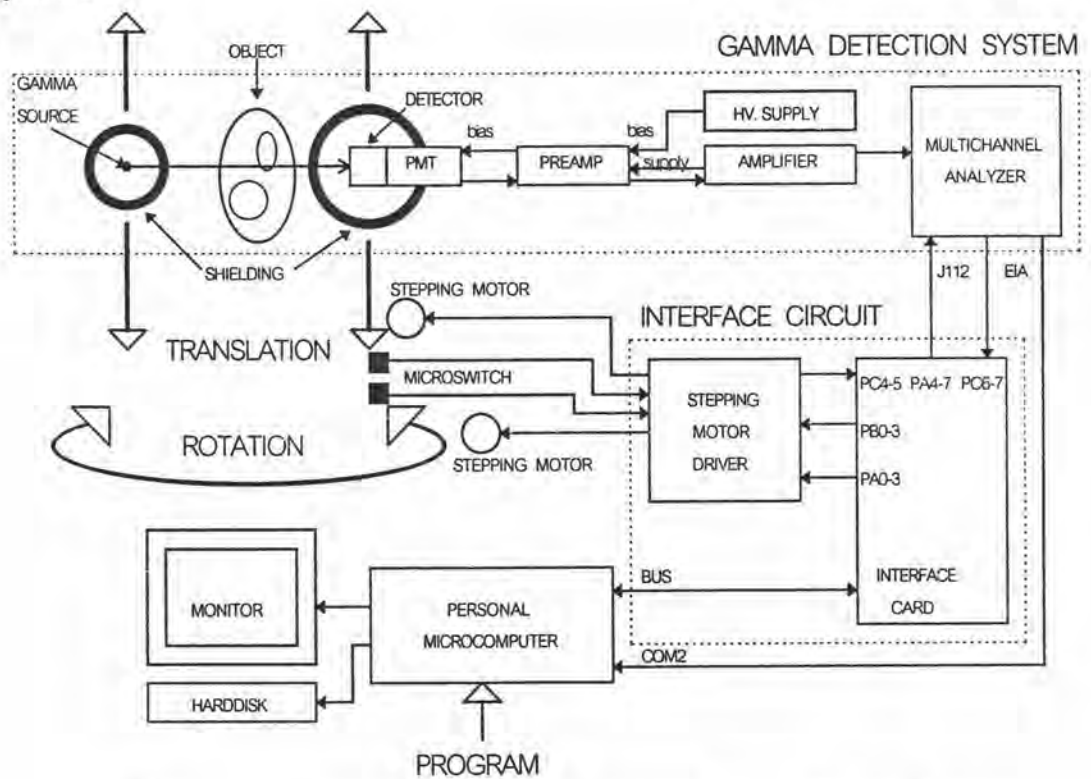 GAMMA DETECTION SYSTEM
OBJECT
GAMMA
SOURCE
DETECTOR
HV. SUPPLY
bias
bias
MULTICHANNEL
ANALYZER
PMT
PREAMP
supply
AMPLIFIER
SHIELDING
J112
EIA
STEPPING MOTOR
INTERFACE CIRCUIT
TRANSLATION
MICROSWITCH
STEPPING
MOTOR
DRIVER
PC4-5 PA4-7 PC6-7
PB0-3
PA0-3
ROTATION
STEPPING MOTOR
BUS
INTERFACE
CARD
MONITOR
PERSONAL
MICROCOMPUTER
COM2
HARDDISK
PROGRAM